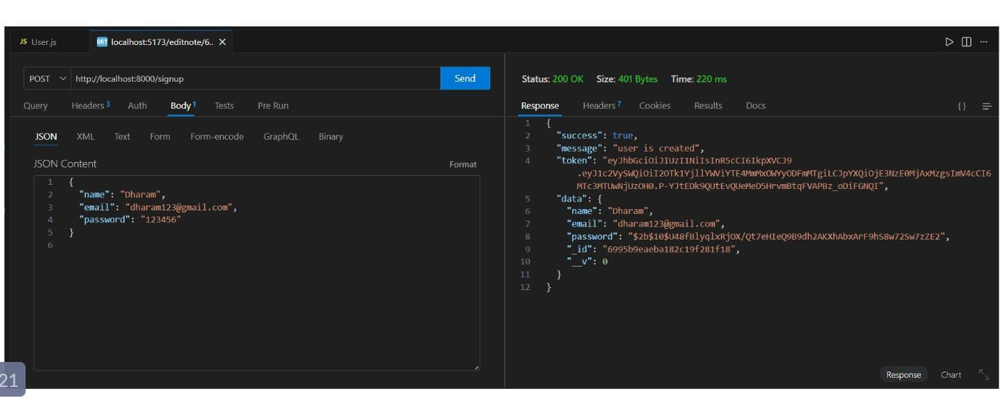 JS User.js
GET localhost:5173/editnote/6.. X
POST http://localhost:8000/signup Send
Status: 200 OK Size: 401 Bytes Time: 220 ms
Query Headers 3 Auth Body 1 Tests Pre Run
Response Headers 7 Cookies Results Docs {}
JSON XML Text Form Form-encode GraphQL Binary
JSON Content Format
1 {
2 "name": "Dharam",
3 "email": "dharam123@gmail.com",
4 "password": "123456"
5 }
6
1 {
2 "success": true,
3 "message": "user is created",
4 "token": "eyJhbGciOiJIUzI1NiIsInR5cCI6IkpXVCJ9
.eyJ1c2VySWQiOiI2OTk1YjllYWViYTE4MmMxOWYyODFmMTgiLCJpYXQiOjE3NzE0MjAxMzgsImV4cCI6
MTc3MTUwNjUzOH0.P-YJtEDk9QUtEvQUeMeD5HrvmBtqFVAPBz_oDiFGNQI",
5 "data": {
6 "name": "Dharam",
7 "email": "dharam123@gmail.com",
8 "password": "$2b$10$U48fBlyqlxRjOX/Qt7eHIeQ9B9dh2AKXhAbxArF9hS8w72Sw7zZE2",
9 "_id": "6995b9eaeba182c19f281f18",
10 "__v": 0
11 }
12 }
Response Chart
21